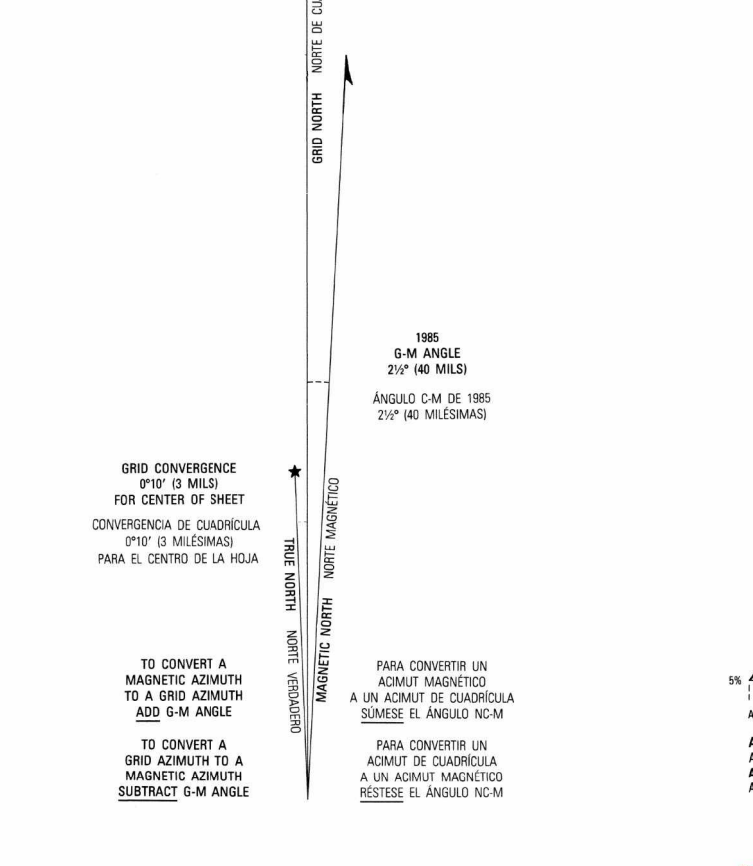 GRID NORTH NORTE DE
1985
G-M ANGLE
2½° (40 MILS)
ÁNGULO C-M DE 1985
2½° (40 MILÉSIMAS)
GRID CONVERGENCE
0°10′ (3 MILS)
FOR CENTER OF SHEET
CONVERGENCIA DE CUADRÍCULA
0°10′ (3 MILÉSIMAS)
PARA EL CENTRO DE LA HOJA
TRUE NORTH NORTE VERDADERO
MAGNETIC NORTH NORTE MAGNÉTICO
TO CONVERT A
MAGNETIC AZIMUTH
TO A GRID AZIMUTH
ADD G-M ANGLE
PARA CONVERTIR UN
ACIMUT MAGNÉTICO
A UN ACIMUT DE CUADRÍCULA
SÚMESE EL ÁNGULO NC-M
TO CONVERT A
GRID AZIMUTH TO A
MAGNETIC AZIMUTH
SUBTRACT G-M ANGLE
PARA CONVERTIR UN
ACIMUT DE CUADRÍCULA
A UN ACIMUT MAGNÉTICO
RÉSTESE EL ÁNGULO NC-M
5%